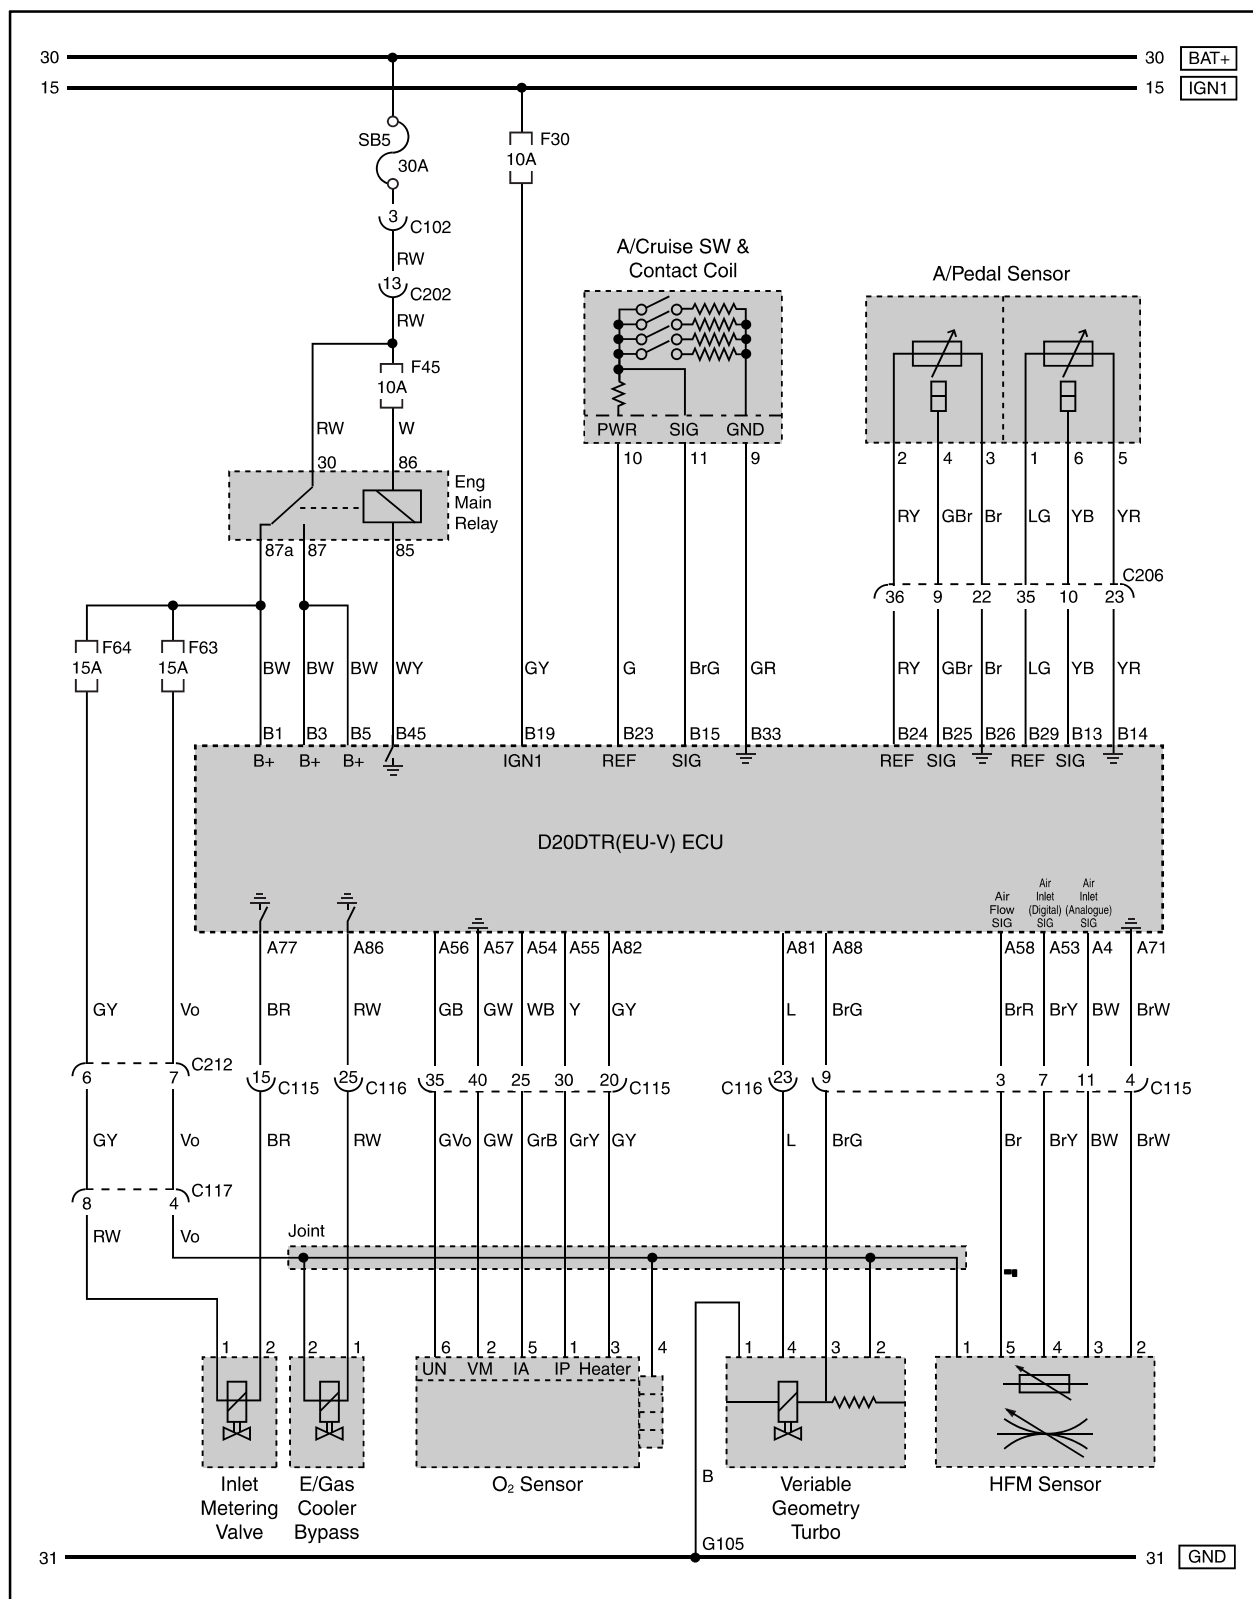 30 30 BAT+
15 15 IGN1
SB5
30A
F30
10A
3 C102
RW
13 C202
RW
F45
10A
RW W
30 86
Eng
Main
Relay
87a 87 85
A/Cruise SW &
Contact Coil
PWR SIG GND
10 11 9
A/Pedal Sensor
2 4 3 1 6 5
RY GBr Br LG YB YR
C206
36 9 22 35 10 23
F64 F63
15A 15A
BW BW BW WY GY G BrG GR RY GBr Br LG YB YR
B1 B3 B5 B45 B19 B23 B15 B33 B24 B25 B26 B29 B13 B14
B+ B+ B+ IGN1 REF SIG REF SIG REF SIG
D20DTR(EU-V) ECU
Air
Flow
SIG
Air
Inlet
(Digital)
SIG
Air
Inlet
(Analogue)
SIG
A77 A86 A56 A57 A54 A55 A82 A81 A88 A58 A53 A4 A71
GY Vo BR RW GB GW WB Y GY L BrG BrR BrY BW BrW
C212
6 7 15 C115 25 C116 35 40 25 30 20 C115 C116 23 9 3 7 11 4 C115
GY Vo BR RW GVo GW GrB GrY GY L BrG Br BrY BW BrW
C117
8 4
RW Vo
Joint
1 2 2 1 6 2 5 1 3 4 1 4 3 2 1 5 4 3 2
UN VM IA IP Heater
Inlet
Metering
Valve
E/Gas
Cooler
Bypass
O₂ Sensor
B
Veriable
Geometry
Turbo
HFM Sensor
G105
31 31 GND